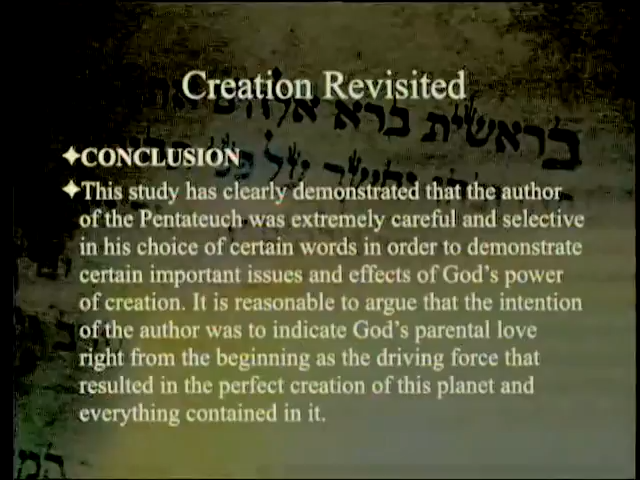 Creation Revisited
בראשית ברא אלהים
✦CONCLUSION
✦This study has clearly demonstrated that the author
of the Pentateuch was extremely careful and selective
in his choice of certain words in order to demonstrate
certain important issues and effects of God's power
of creation. It is reasonable to argue that the intention
of the author was to indicate God's parental love
right from the beginning as the driving force that
resulted in the perfect creation of this planet and
everything contained in it.